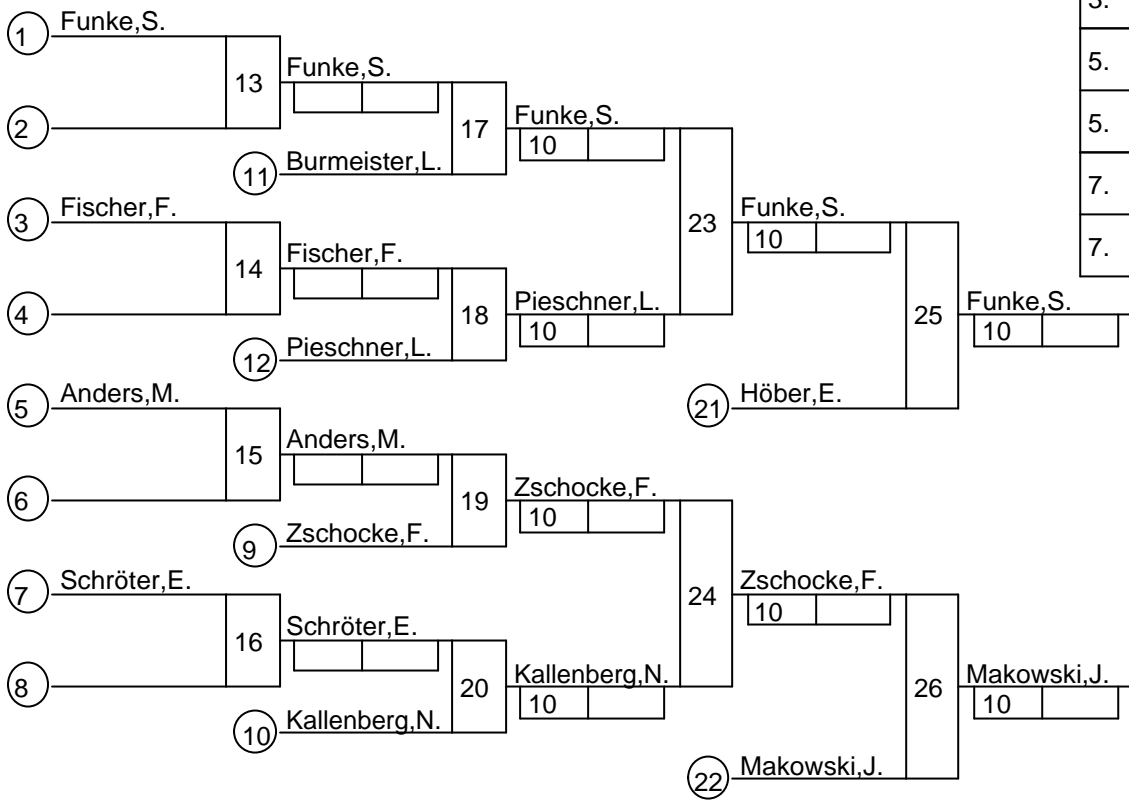 3.
1 Funke,S.
5.
13 Funke,S.
2
17 Funke,S.
10
5.
11 Burmeister,L.
7.
3 Fischer,F.
23 Funke,S.
10
7.
14 Fischer,F.
4
18 Pieschner,L.
10
25 Funke,S.
10
12 Pieschner,L.
5 Anders,M.
21 Höber,E.
15 Anders,M.
6
19 Zschocke,F.
10
9 Zschocke,F.
7 Schröter,E.
24 Zschocke,F.
10
16 Schröter,E.
8
20 Kallenberg,N.
10
26 Makowski,J.
10
10 Kallenberg,N.
22 Makowski,J.